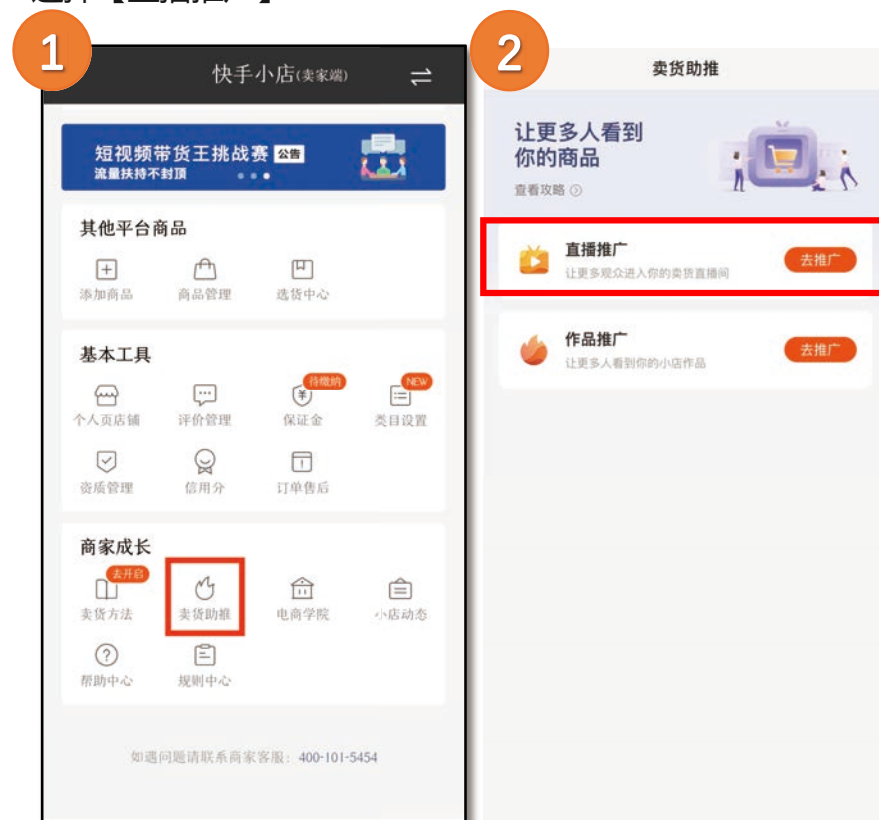 选择【直播推广】
1
快手小店(卖家端)
短视频带货王挑战赛 公告
流量扶持不封顶
其他平台商品
添加商品 商品管理 选货中心
基本工具
待缴纳 NEW
个人页店铺 评价管理 保证金 类目设置
资质管理 信用分 订单售后
商家成长
去开启
卖货方法 卖货助推 电商学院 小店动态
帮助中心 规则中心
如遇问题请联系商家客服：400-101-5454
2
卖货助推
让更多人看到
你的商品
查看攻略
直播推广
让更多观众进入你的卖货直播间
去推广
作品推广
让更多人看到你的小店作品
去推广